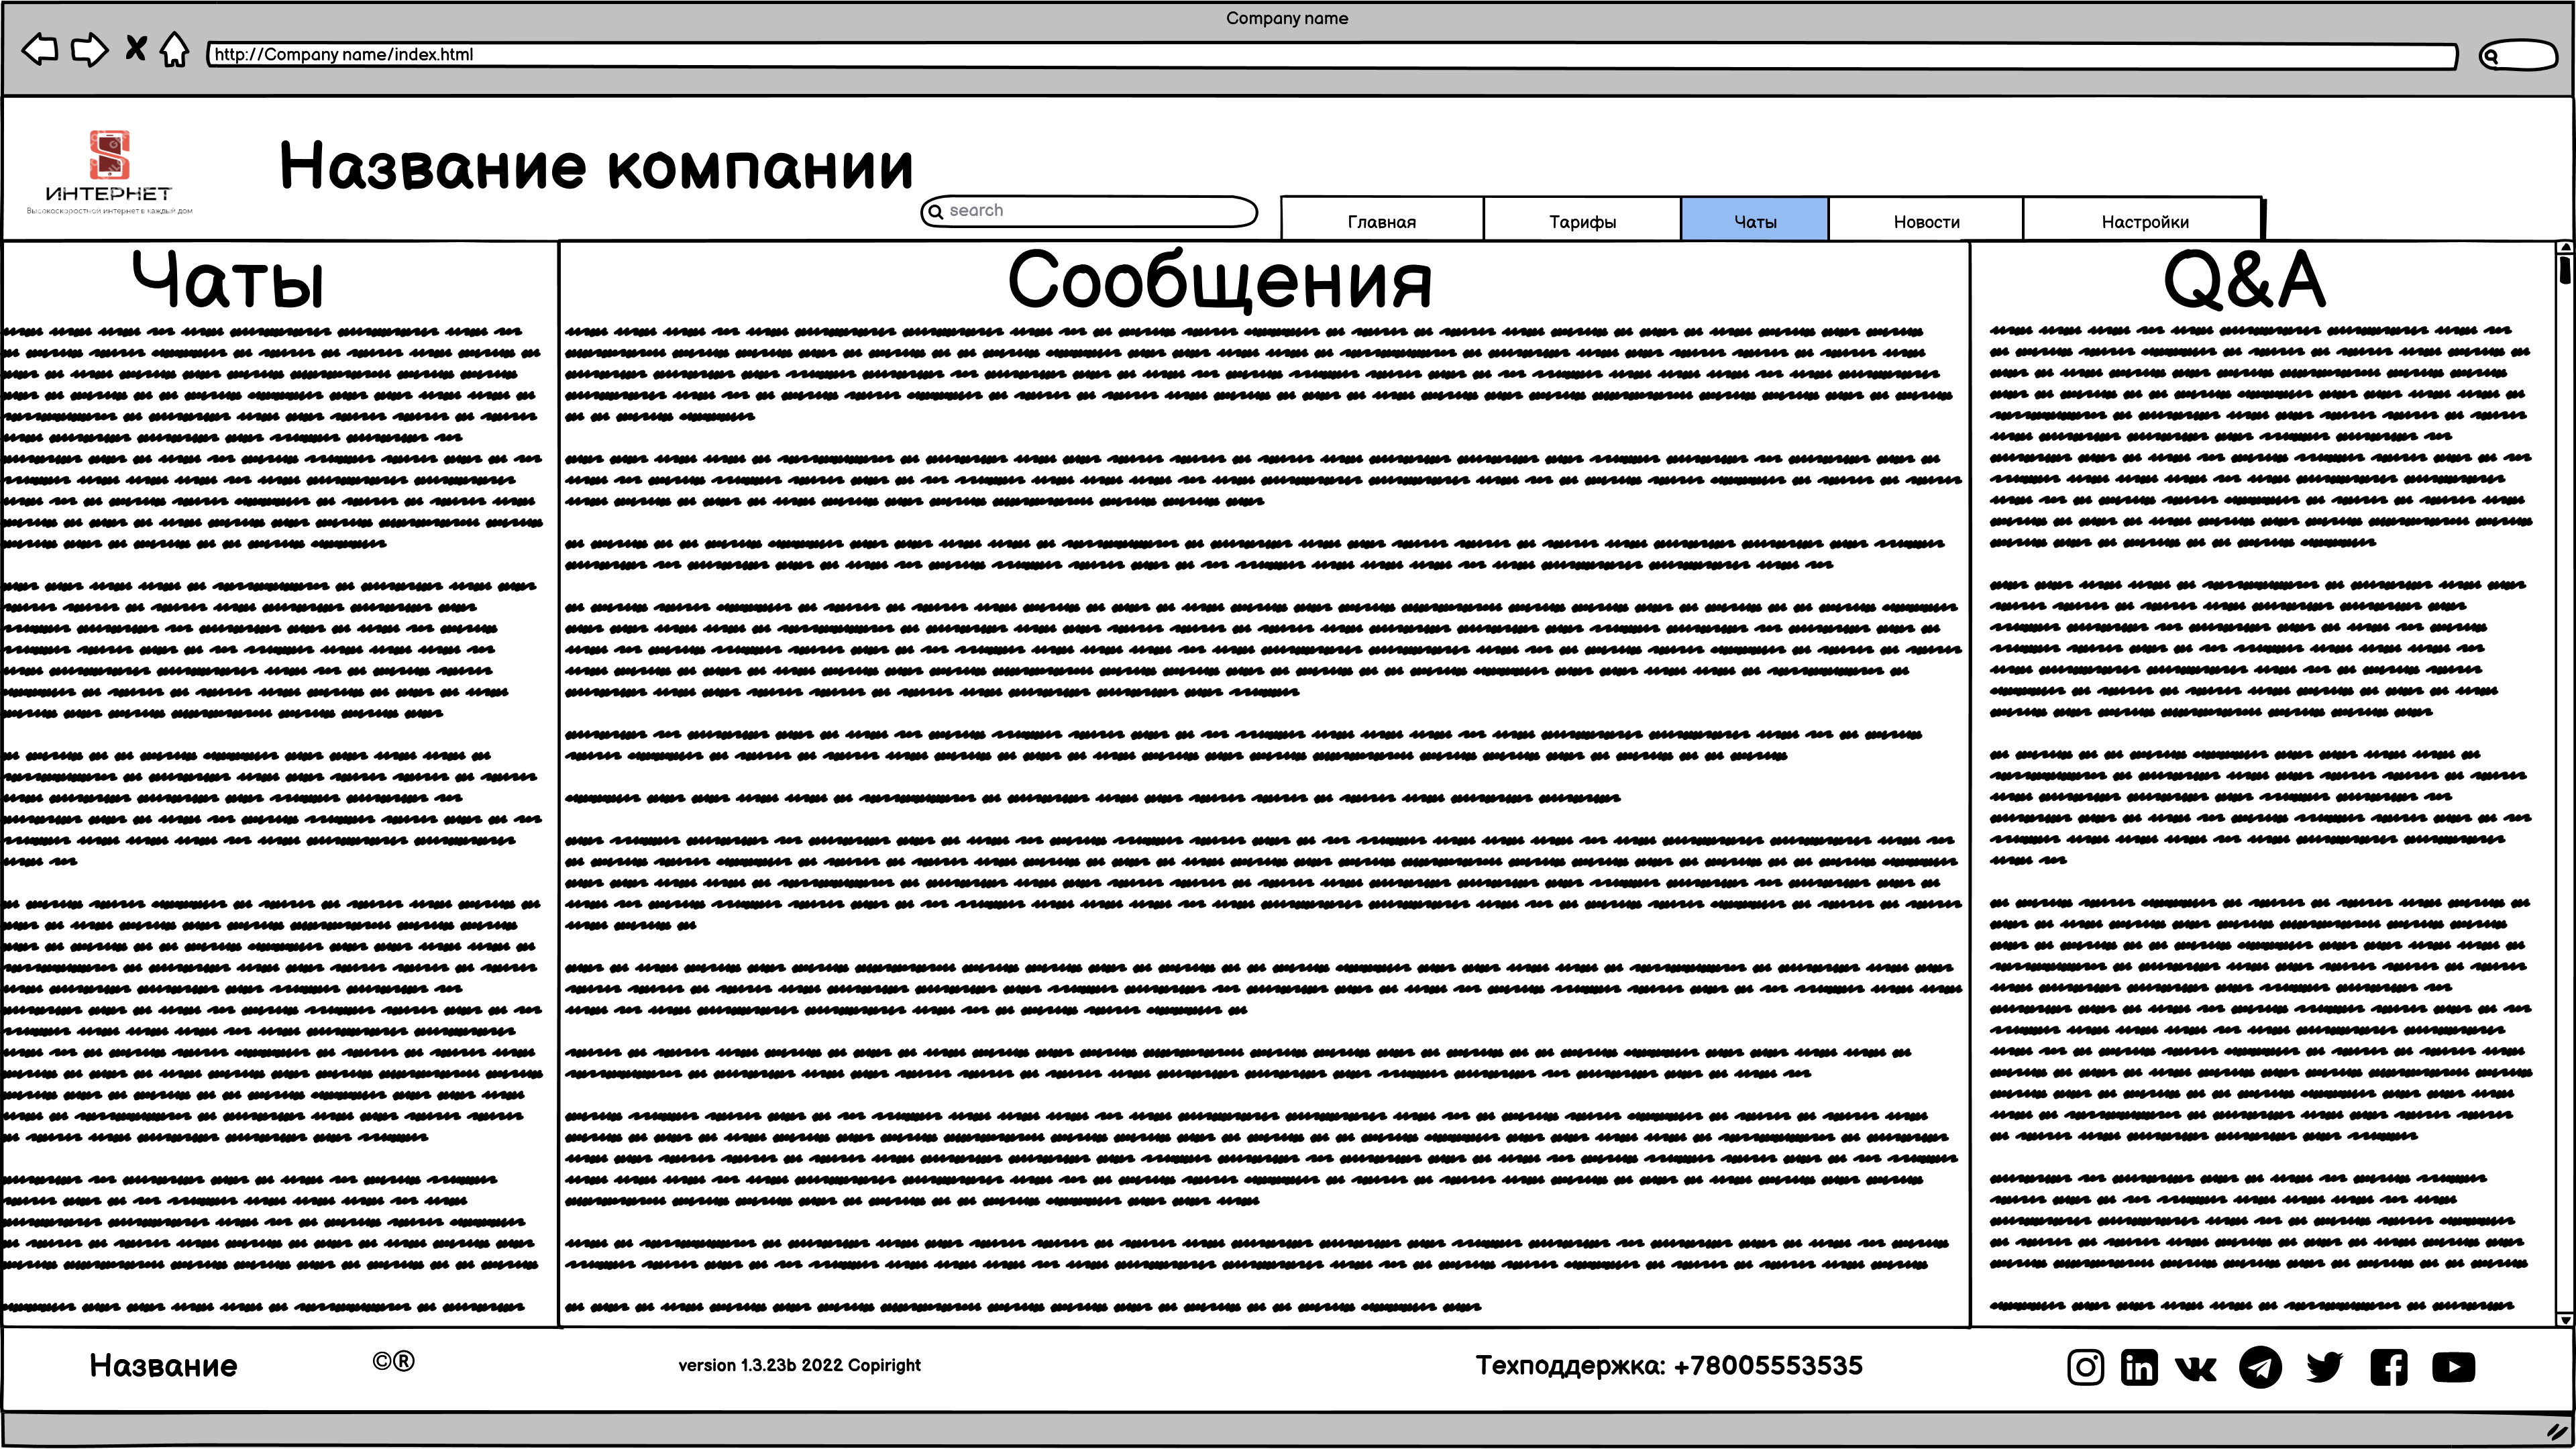 Company name
http://Company name/index.html
ИНТЕРНЕТ
Высокоскоростной интернет в каждый дом
Название компании
search
Главная
Тарифы
Чаты
Новости
Настройки
Чаты
Сообщения
Q&A
Название
©®
version 1.3.23b 2022 Copiright
Техподдержка: +78005553535